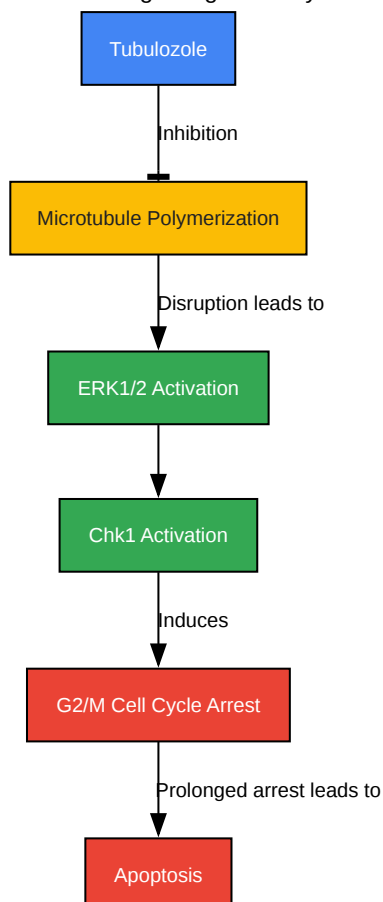 Tubulozole
Inhibition
Microtubule Polymerization
Disruption leads to
ERK1/2 Activation
Chk1 Activation
Induces
G2/M Cell Cycle Arrest
Prolonged arrest leads to
Apoptosis